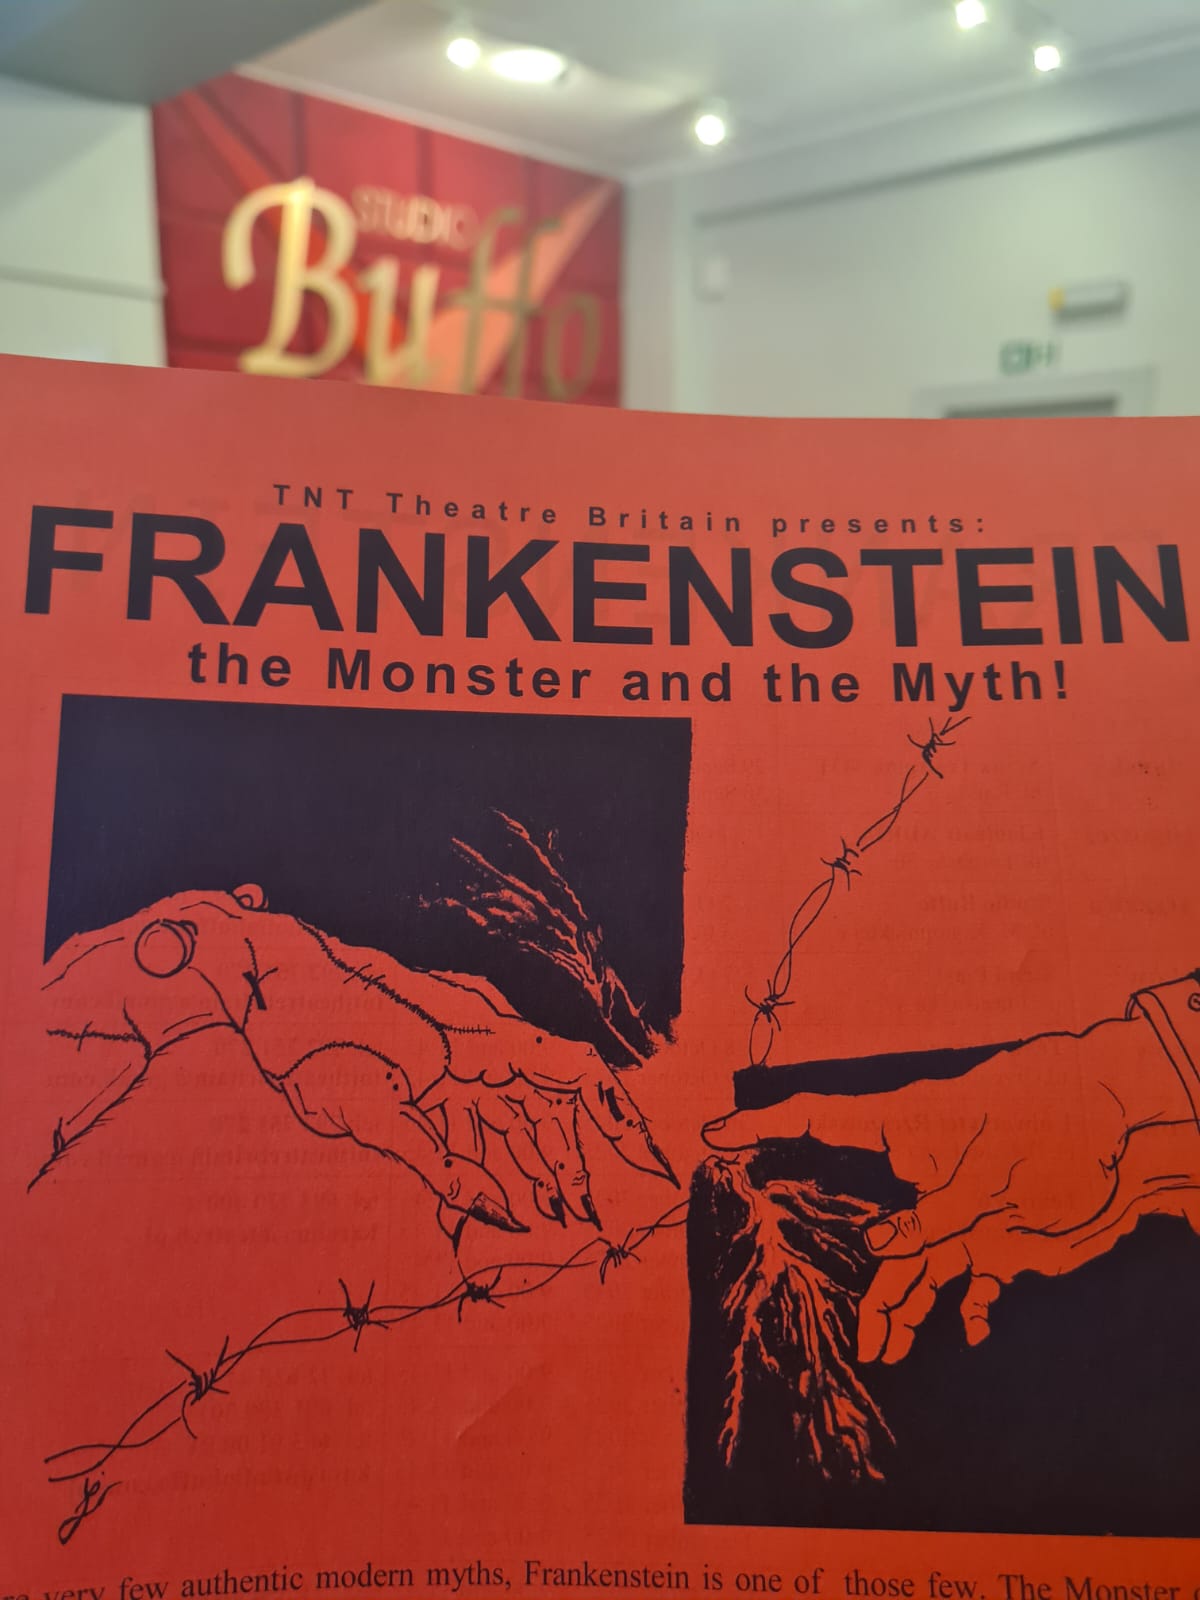 STUDIO
Buffo
TNT Theatre Britain presents:
FRANKENSTEIN
the Monster and the Myth!
very few authentic modern myths, Frankenstein is one of those few. The Monster